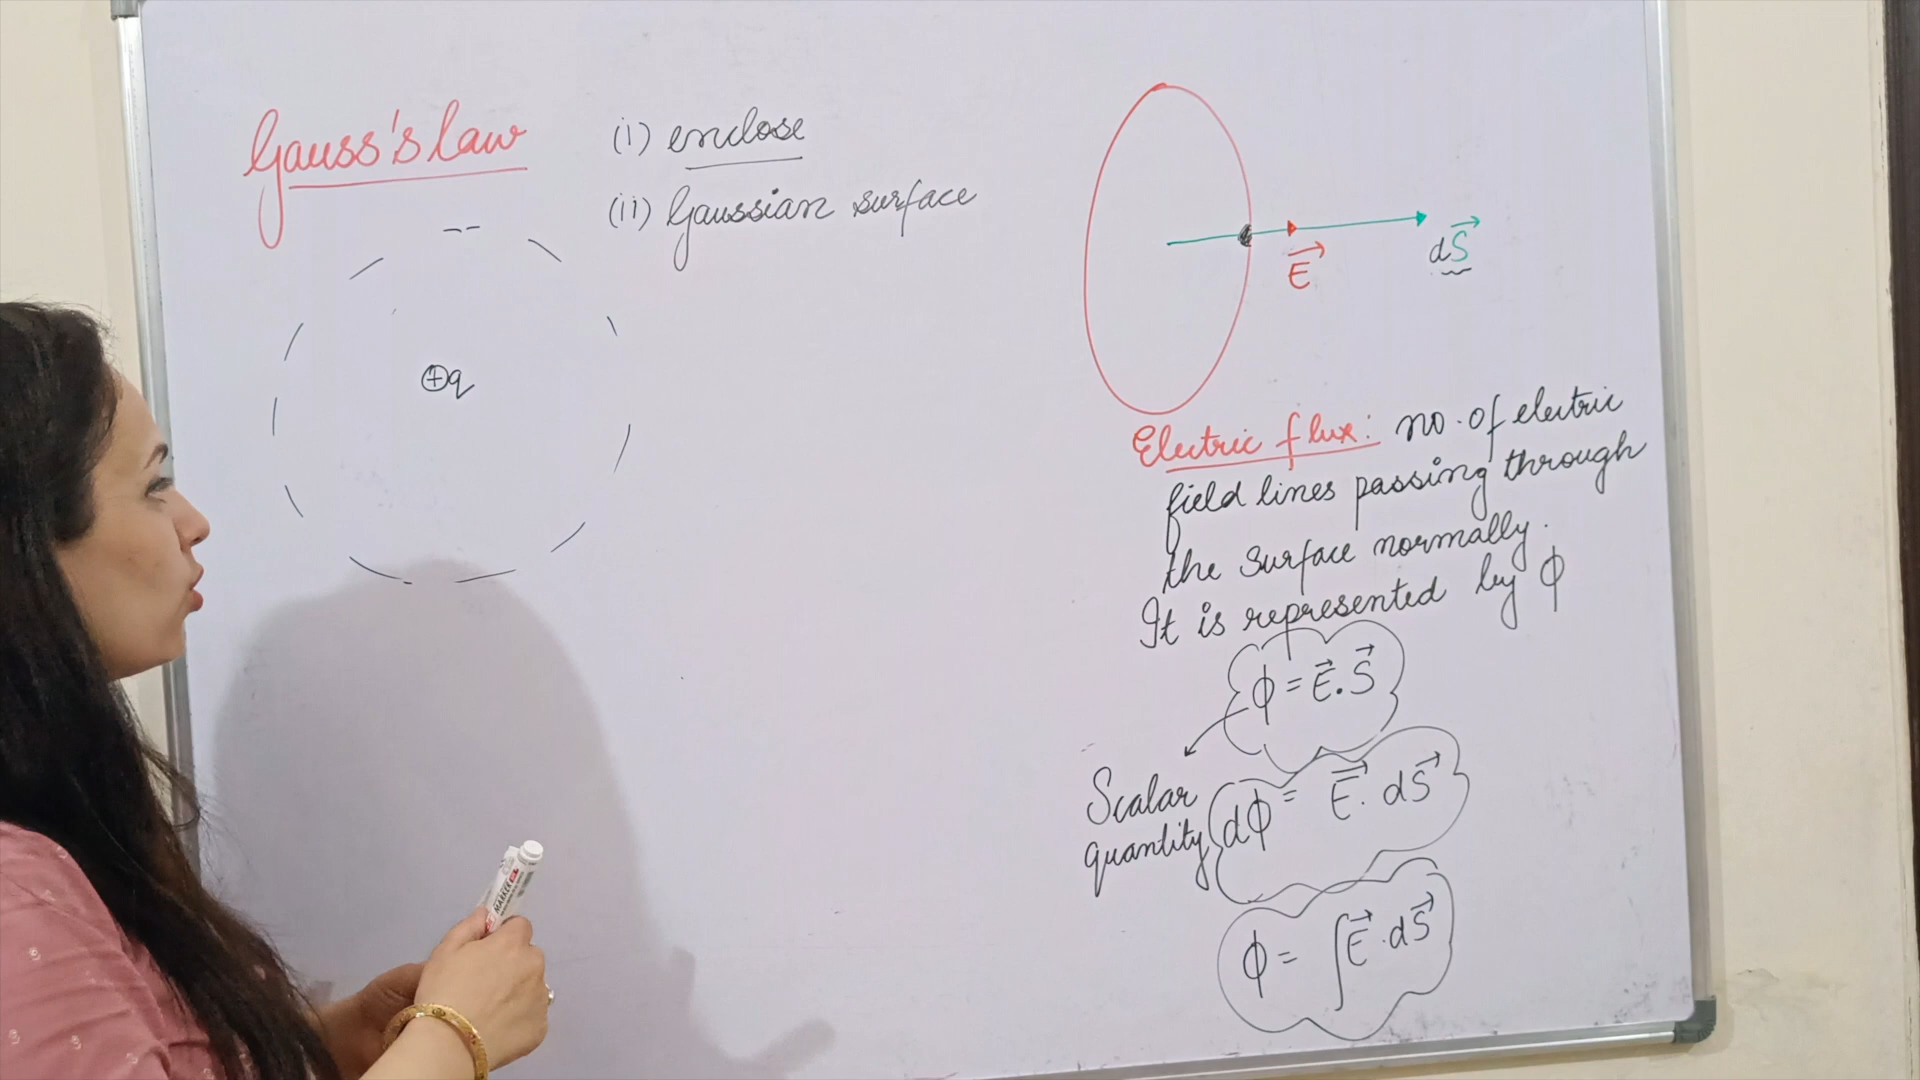 Gauss's law
(i) enclose
(ii) Gaussian surface
⊕q
E⃗
dS⃗
Electric flux: no. of electric
field lines passing through
the surface normally.
It is represented by ϕ
ϕ = E⃗.S⃗
Scalar
quantity
dϕ = E⃗. dS⃗
ϕ = ∫E⃗.dS⃗
MARKER